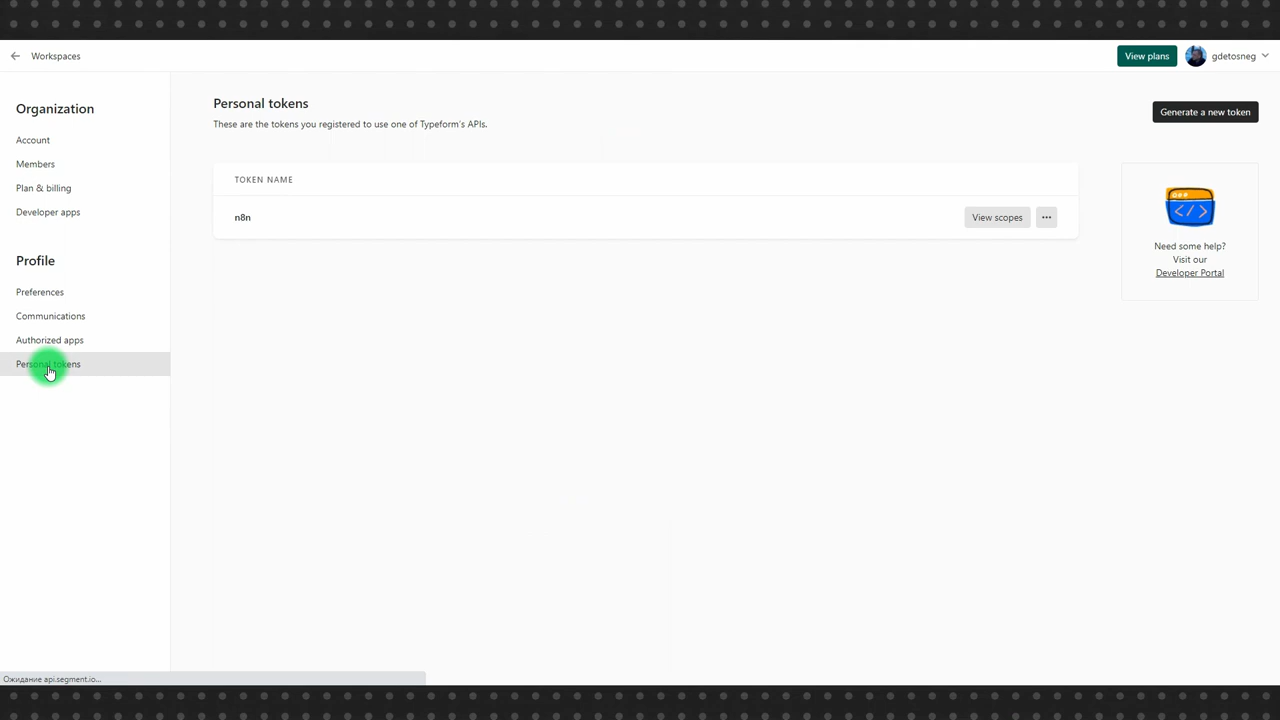 Workspaces
View plans
gdetosneg
Organization
Account
Members
Plan & billing
Developer apps
Profile
Preferences
Communications
Authorized apps
Personal tokens
Personal tokens
These are the tokens you registered to use one of Typeform's APIs.
Generate a new token
TOKEN NAME
n8n
View scopes
Need some help?
Visit our
Developer Portal
Ожидание api.segment.io...